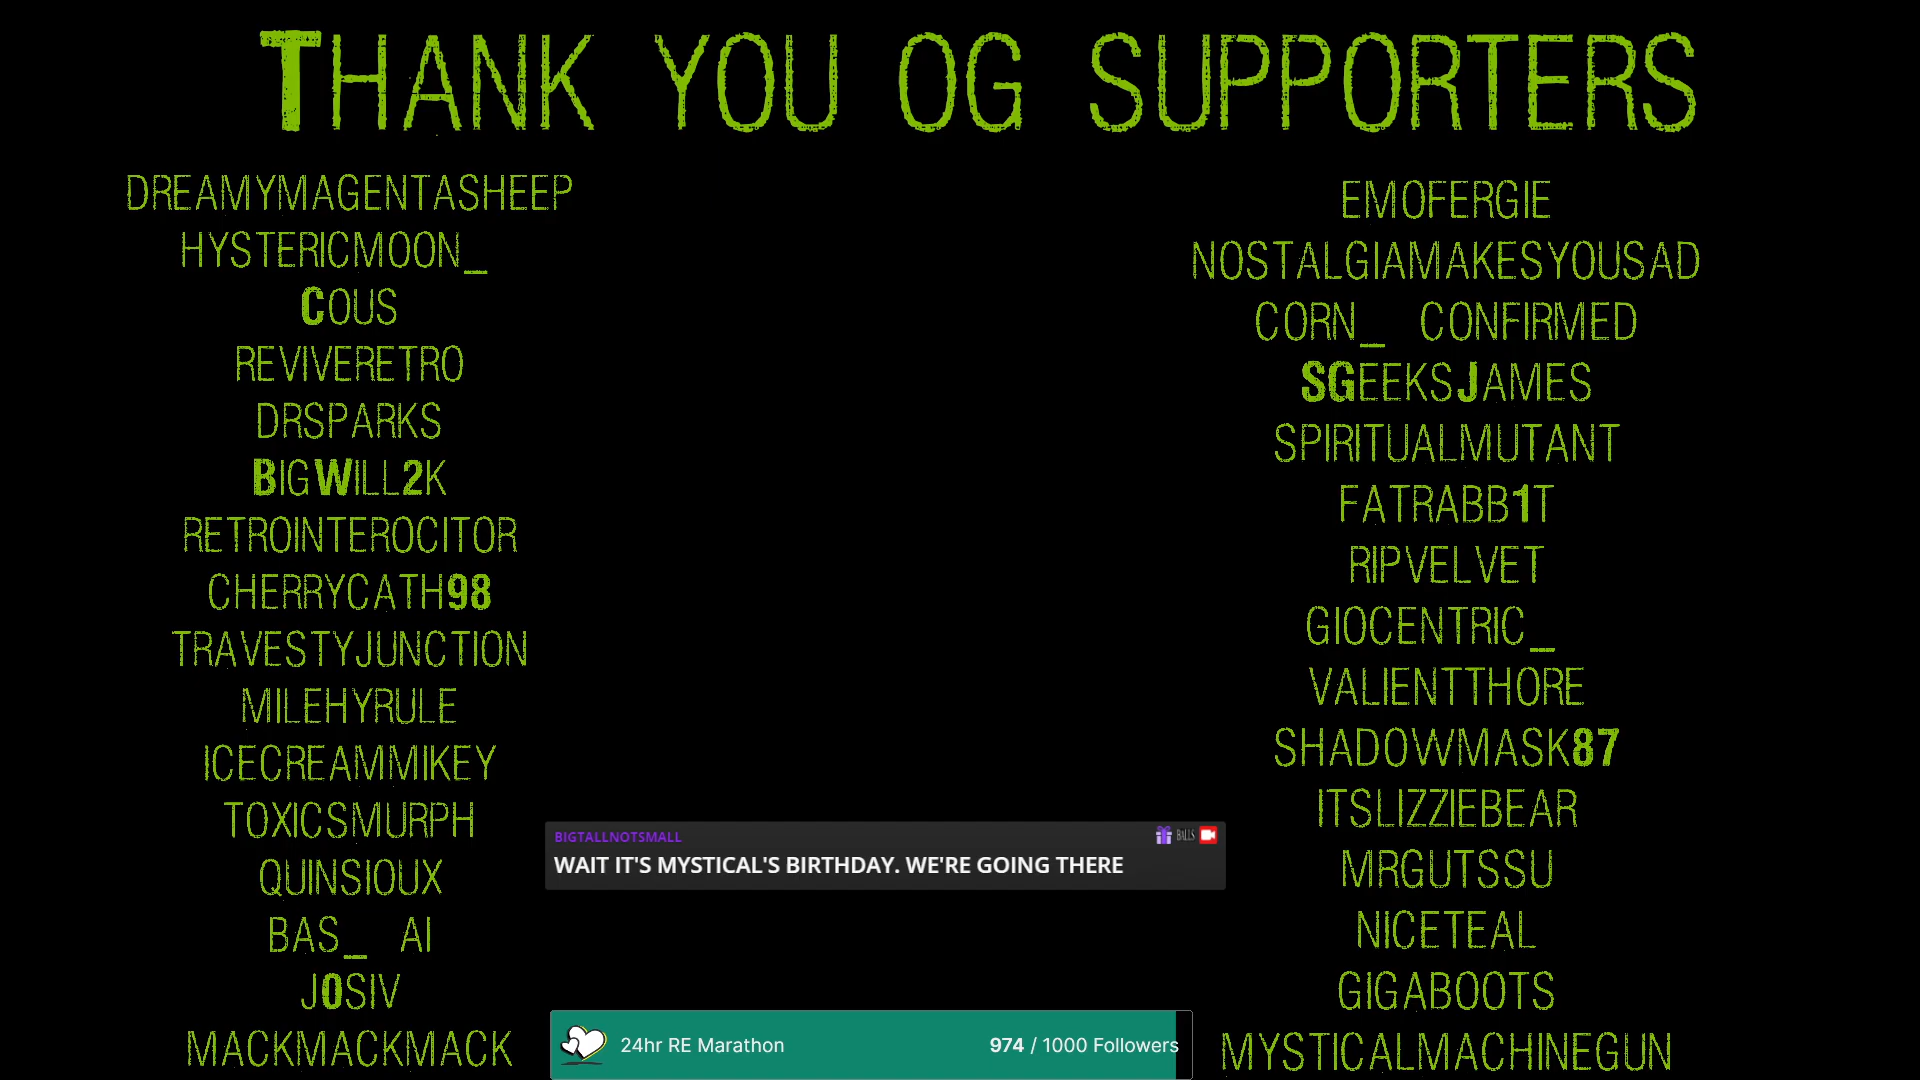 THANK YOU OG SUPPORTERS
DREAMYMAGENTASHEEP
HYSTERICMOON_
COUS
REVIVERETRO
DRSPARKS
BIGWILL2K
RETROINTEROCITOR
CHERRYCATH98
TRAVESTYJUNCTION
MILEHYRULE
ICECREAMMIKEY
TOXICSMURPH
QUINSIOUX
BAS_ AI
J0SIV
MACKMACKMACK
EMOFERGIE
NOSTALGIAMAKESYOUSAD
CORN_ CONFIRMED
SGEEKSJAMES
SPIRITUALMUTANT
FATRABB1T
RIPVELVET
GIOCENTRIC_
VALIENTTHORE
SHADOWMASK87
ITSLIZZIEBEAR
MRGUTSSU
NICETEAL
GIGABOOTS
MYSTICALMACHINEGUN
BIGTALLNOTSMALL BALLS
WAIT IT'S MYSTICAL'S BIRTHDAY. WE'RE GOING THERE
24hr RE Marathon 974 / 1000 Followers